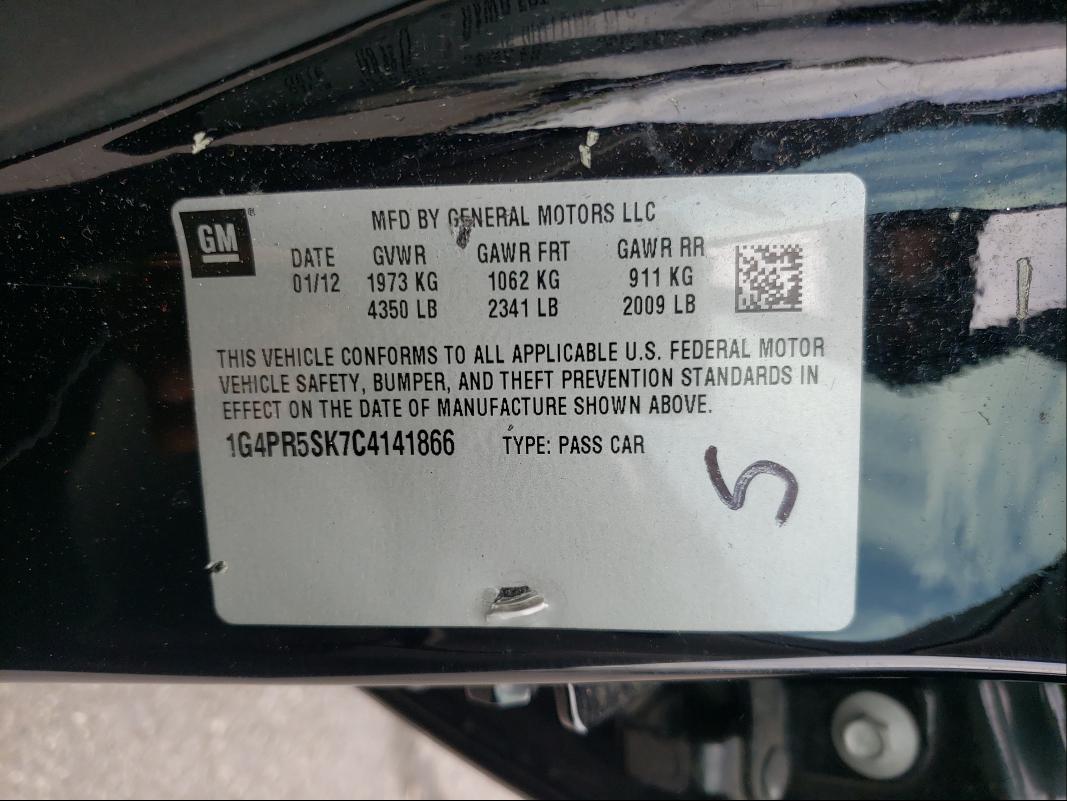 GM
MFD BY GENERAL MOTORS LLC
DATE GVWR GAWR FRT GAWR RR
01/12 1973 KG 1062 KG 911 KG
4350 LB 2341 LB 2009 LB
THIS VEHICLE CONFORMS TO ALL APPLICABLE U.S. FEDERAL MOTOR
VEHICLE SAFETY, BUMPER, AND THEFT PREVENTION STANDARDS IN
EFFECT ON THE DATE OF MANUFACTURE SHOWN ABOVE.
1G4PR5SK7C4141866 TYPE: PASS CAR
5